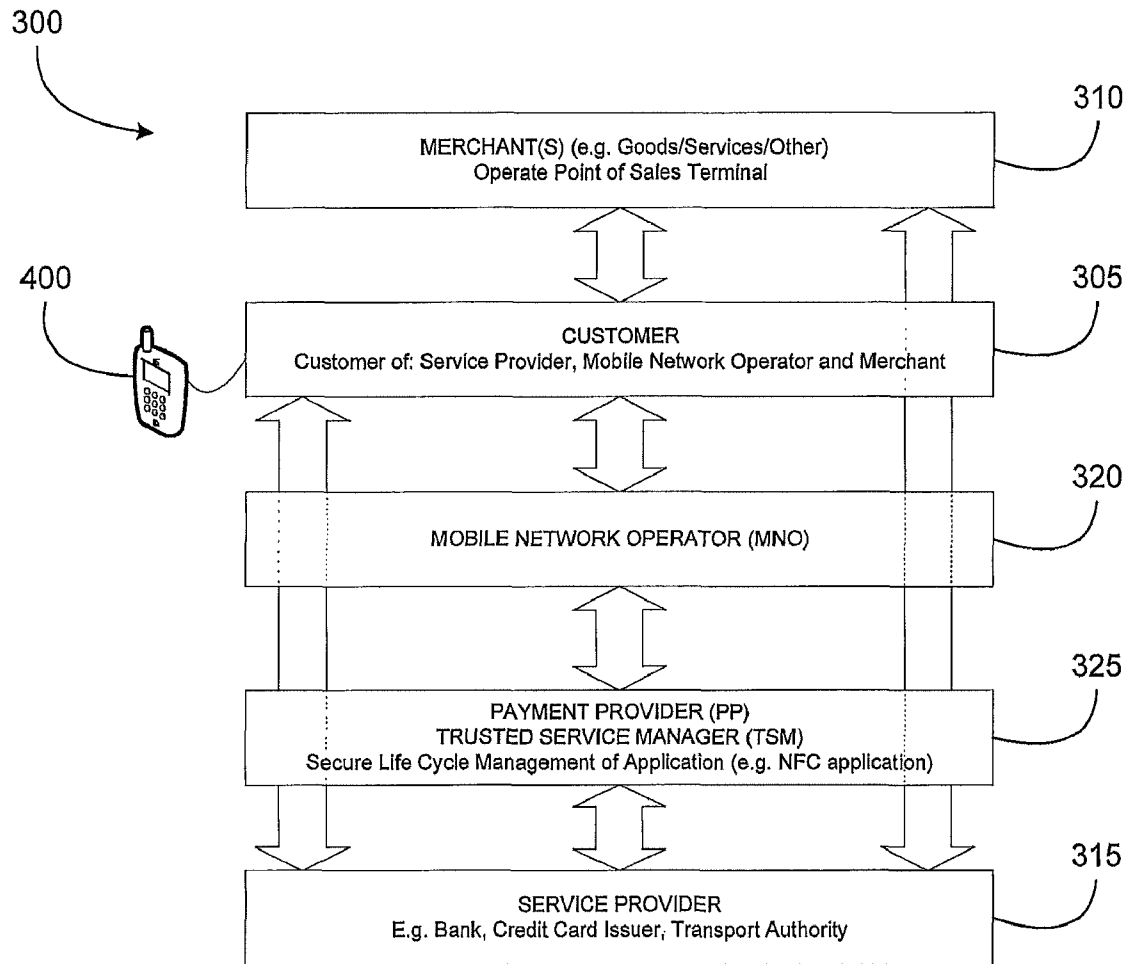 300
310
MERCHANT(S) (e.g. Goods/Services/Other)
Operate Point of Sales Terminal
400
305
CUSTOMER
Customer of: Service Provider, Mobile Network Operator and Merchant
320
MOBILE NETWORK OPERATOR (MNO)
325
PAYMENT PROVIDER (PP)
TRUSTED SERVICE MANAGER (TSM)
Secure Life Cycle Management of Application (e.g. NFC application)
315
SERVICE PROVIDER
E.g. Bank, Credit Card Issuer, Transport Authority